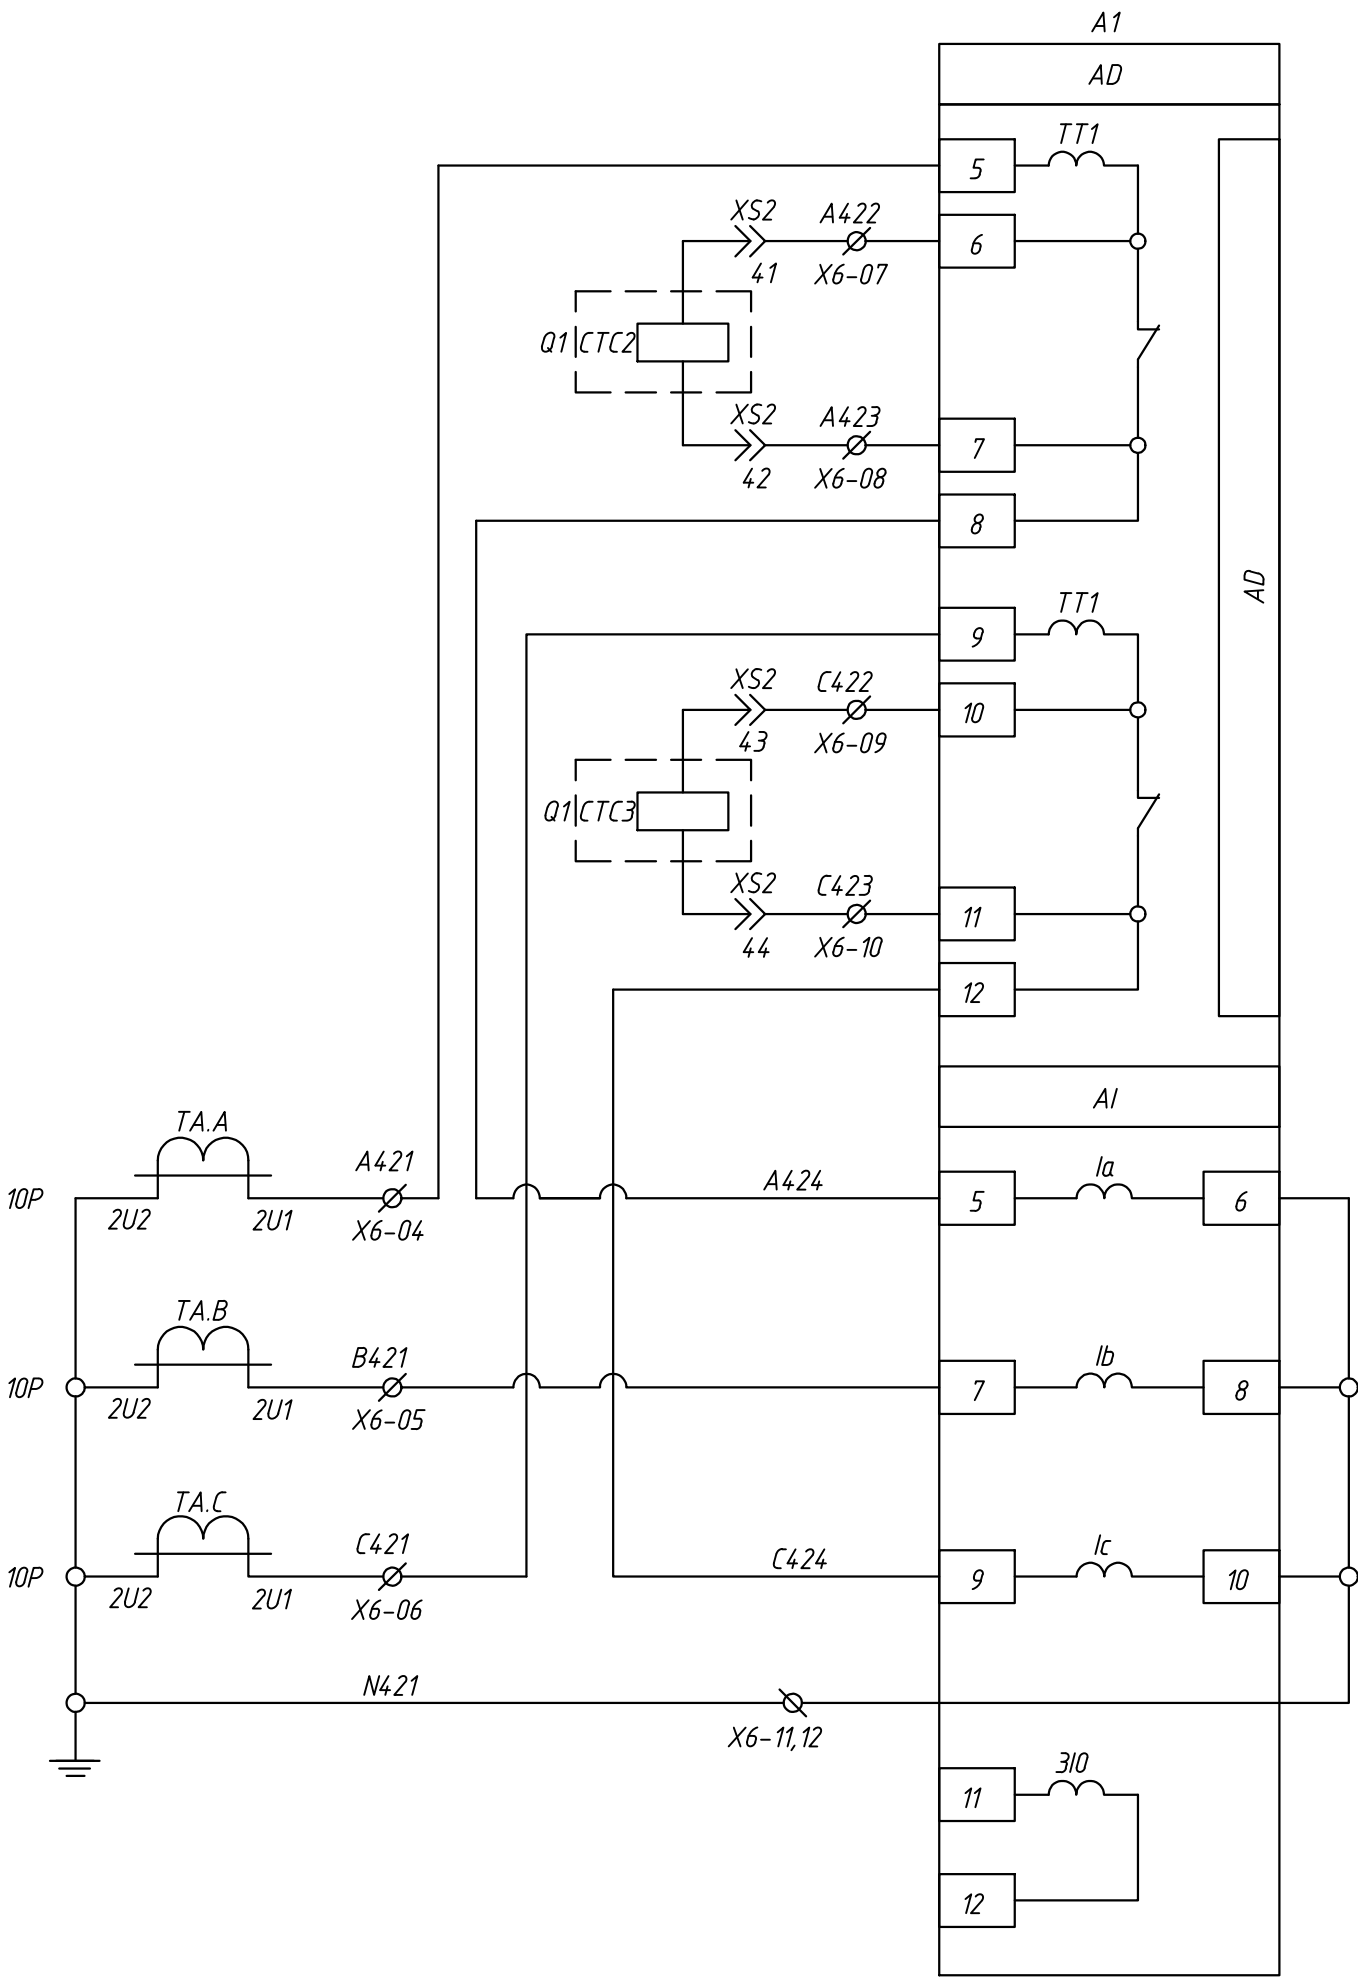 A1
AD
TT1
5
XS2 A422
6
41 X6-07
Q1 CTC2
XS2 A423
7
42 X6-08
8
AD
TT1
9
XS2 C422
10
43 X6-09
Q1 CTC3
XS2 C423
11
44 X6-10
12
AI
TA.A
A421
A424
Ia
10P
5
6
2U2 2U1 X6-04
TA.B
B421
Ib
10P
7
8
2U2 2U1 X6-05
TA.C
C421
C424
Ic
10P
9
10
2U2 2U1 X6-06
N421
X6-11,12
3I0
11
12